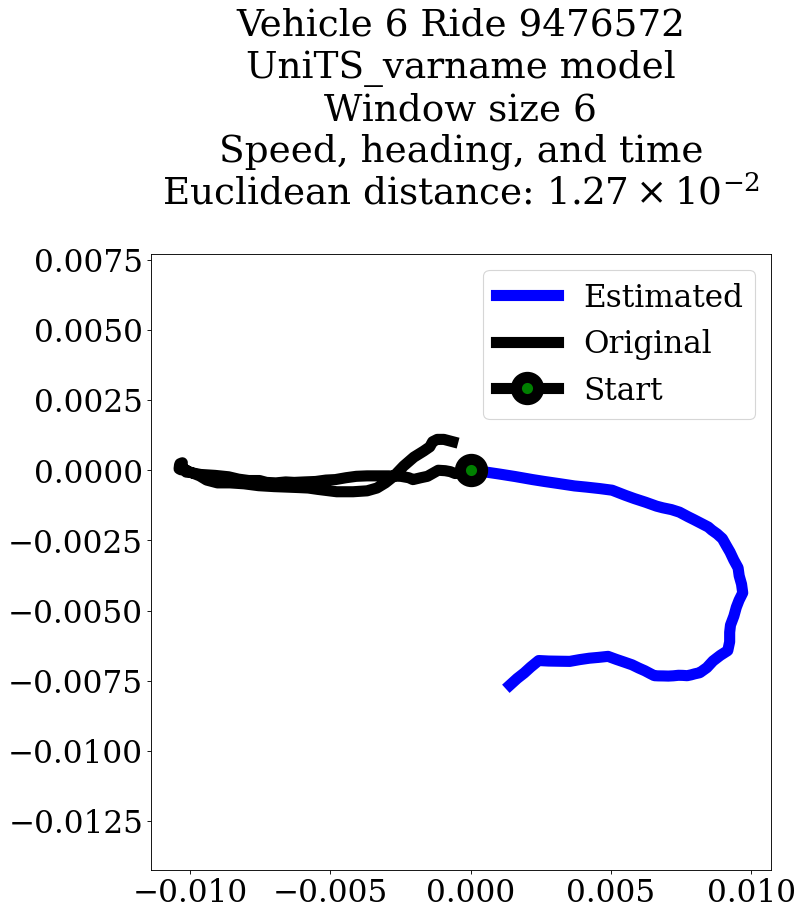 Vehicle 6 Ride 9476572
UniTS_varname model
Window size 6
Speed, heading, and time
Euclidean distance: 1.27 × 10⁻²
Estimated
Original
Start
0.0075
0.0050
0.0025
0.0000
−0.0025
−0.0050
−0.0075
−0.0100
−0.0125
−0.010 −0.005 0.000 0.005 0.010